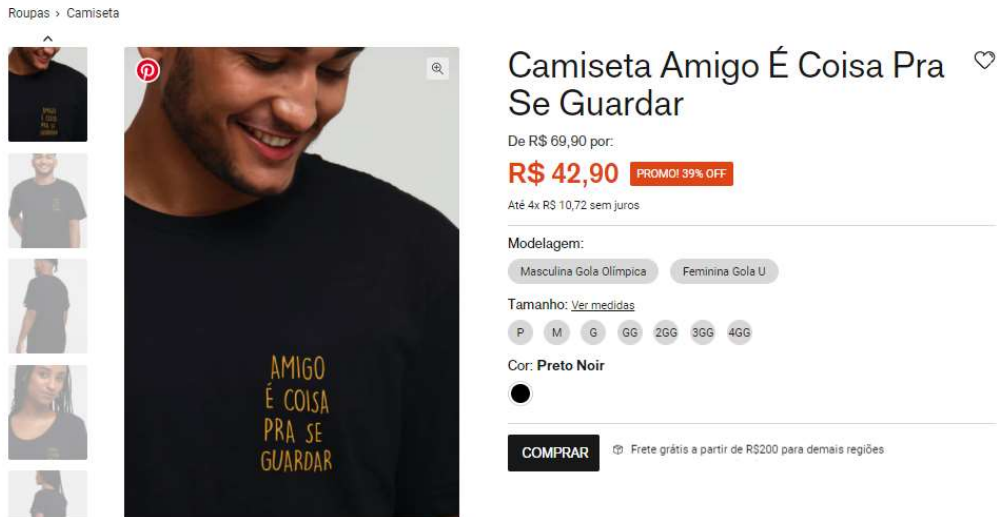 Roupas › Camiseta
AMIGO
É COISA
PRA SE
GUARDAR
Camiseta Amigo É Coisa Pra
Se Guardar
De R$ 69,90 por:
R$ 42,90 PROMO! 39% OFF
Até 4x R$ 10,72 sem juros
Modelagem:
Masculina Gola Olímpica Feminina Gola U
Tamanho: Ver medidas
P M G GG 2GG 3GG 4GG
Cor: Preto Noir
COMPRAR Frete grátis a partir de R$200 para demais regiões